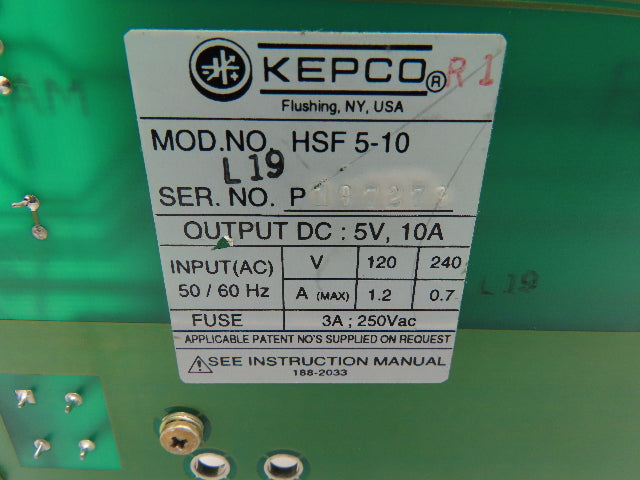 KEPCO® R 1
Flushing, NY, USA
MOD.NO. HSF 5-10
L19
SER. NO. P
OUTPUT DC : 5V, 10A
INPUT(AC) V 120 240
50 / 60 Hz A (MAX) 1.2 0.7
L 19
FUSE 3A ; 250Vac
APPLICABLE PATENT NO'S SUPPLIED ON REQUEST
SEE INSTRUCTION MANUAL
188-2033